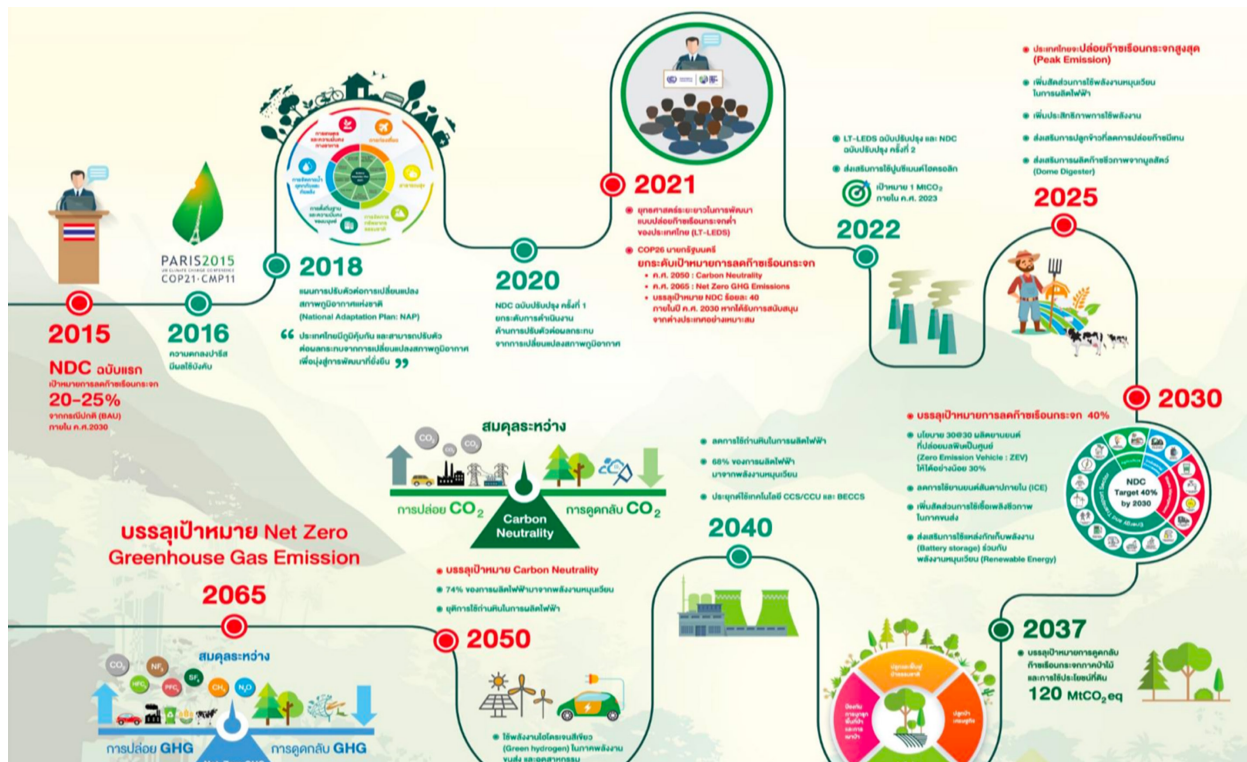 PARIS2015
UN CLIMATE CHANGE CONFERENCE
COP21·CMP11
2015
NDC ฉบับแรก
เป้าหมายการลดก๊าซเรือนกระจก
20-25%
จากกรณีปกติ (BAU)
ภายใน ค.ศ.2030
2016
ความตกลงปารีส
มีผลใช้บังคับ
2018
แผนการปรับตัวต่อการเปลี่ยนแปลง
สภาพภูมิอากาศแห่งชาติ
(National Adaptation Plan: NAP)
“ ประเทศไทยมีภูมิคุ้มกัน และสามารถปรับตัว
ต่อผลกระทบจากการเปลี่ยนแปลงสภาพภูมิอากาศ
เพื่อมุ่งสู่การพัฒนาที่ยั่งยืน ”
2020
NDC ฉบับปรับปรุง ครั้งที่ 1
ยกระดับการดำเนินงาน
ด้านการปรับตัวต่อผลกระทบ
จากการเปลี่ยนแปลงสภาพภูมิอากาศ
2021
ยุทธศาสตร์ระยะยาวในการพัฒนา
แบบปล่อยก๊าซเรือนกระจกต่ำ
ของประเทศไทย (LT-LEDS)
COP26 นายกรัฐมนตรี
ยกระดับเป้าหมายการลดก๊าซเรือนกระจก
• ค.ศ. 2050 : Carbon Neutrality
• ค.ศ. 2065 : Net Zero GHG Emissions
• บรรลุเป้าหมาย NDC ร้อยละ 40
ภายในปี ค.ศ. 2030 หากได้รับการสนับสนุน
จากต่างประเทศอย่างเหมาะสม
LT-LEDS ฉบับปรับปรุง และ NDC
ฉบับปรับปรุง ครั้งที่ 2
ส่งเสริมการใช้ปูนซีเมนต์ไฮดรอลิก
เป้าหมาย 1 MtCO₂
ภายใน ค.ศ. 2023
2022
ประเทศไทยจะปล่อยก๊าซเรือนกระจกสูงสุด
(Peak Emission)
เพิ่มสัดส่วนการใช้พลังงานหมุนเวียน
ในการผลิตไฟฟ้า
เพิ่มประสิทธิภาพการใช้พลังงาน
ส่งเสริมการปลูกข้าวที่ลดการปล่อยก๊าซมีเทน
ส่งเสริมการผลิตก๊าซชีวภาพจากมูลสัตว์
(Dome Digester)
2025
2030
บรรลุเป้าหมายการลดก๊าซเรือนกระจก 40%
นโยบาย 30@30 ผลิตยานยนต์
ที่ปล่อยมลพิษเป็นศูนย์
(Zero Emission Vehicle : ZEV)
ให้ได้อย่างน้อย 30%
ลดการใช้ยานยนต์สันดาปภายใน (ICE)
เพิ่มสัดส่วนการใช้เชื้อเพลิงชีวภาพ
ในภาคขนส่ง
ส่งเสริมการใช้แหล่งกักเก็บพลังงาน
(Battery storage) ร่วมกับ
พลังงานหมุนเวียน (Renewable Energy)
NDC
Target 40%
by 2030
2037
บรรลุเป้าหมายการดูดกลับ
ก๊าซเรือนกระจกภาคป่าไม้
และการใช้ประโยชน์ที่ดิน
120 MtCO₂eq
ลดการใช้ถ่านหินในการผลิตไฟฟ้า
68% ของการผลิตไฟฟ้า
มาจากพลังงานหมุนเวียน
ประยุกต์ใช้เทคโนโลยี CCS/CCU และ BECCS
2040
สมดุลระหว่าง
การปล่อย CO₂
การดูดกลับ CO₂
Carbon
Neutrality
บรรลุเป้าหมาย Carbon Neutrality
74% ของการผลิตไฟฟ้ามาจากพลังงานหมุนเวียน
ยุติการใช้ถ่านหินในการผลิตไฟฟ้า
2050
ใช้พลังงานไฮโดรเจนสีเขียว
(Green hydrogen) ในภาคพลังงาน
ขนส่ง และอุตสาหกรรม
บรรลุเป้าหมาย Net Zero
Greenhouse Gas Emission
2065
สมดุลระหว่าง
CO₂
NF₃
SF₆
CH₄
N₂O
การปล่อย GHG
การดูดกลับ GHG